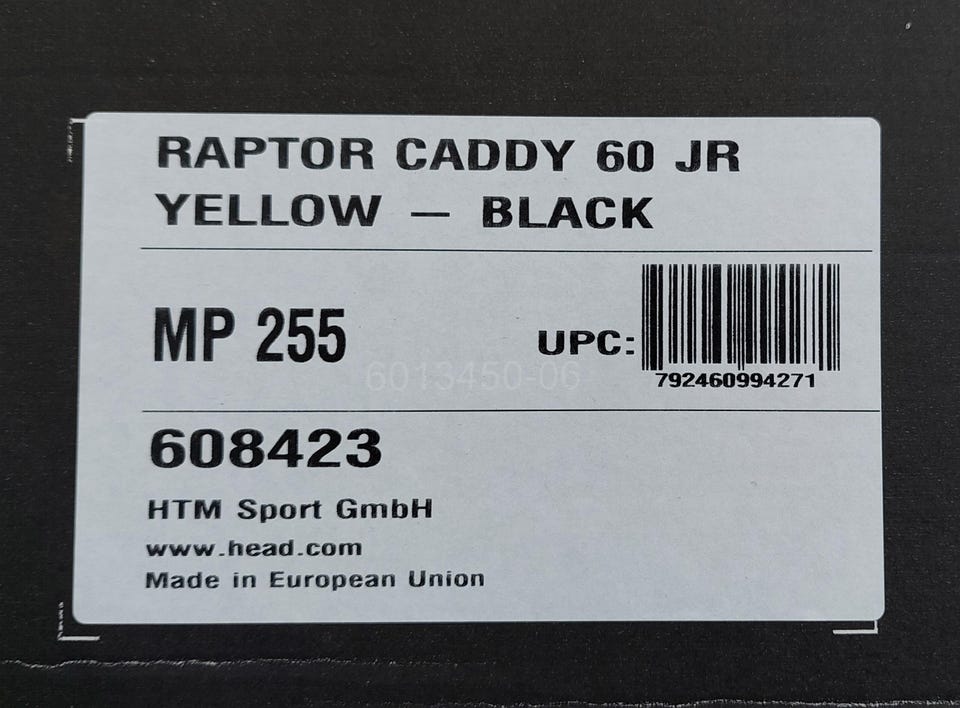 RAPTOR CADDY 60 JR
YELLOW — BLACK
MP 255
UPC:
792460994271
6013450-06
608423
HTM Sport GmbH
www.head.com
Made in European Union